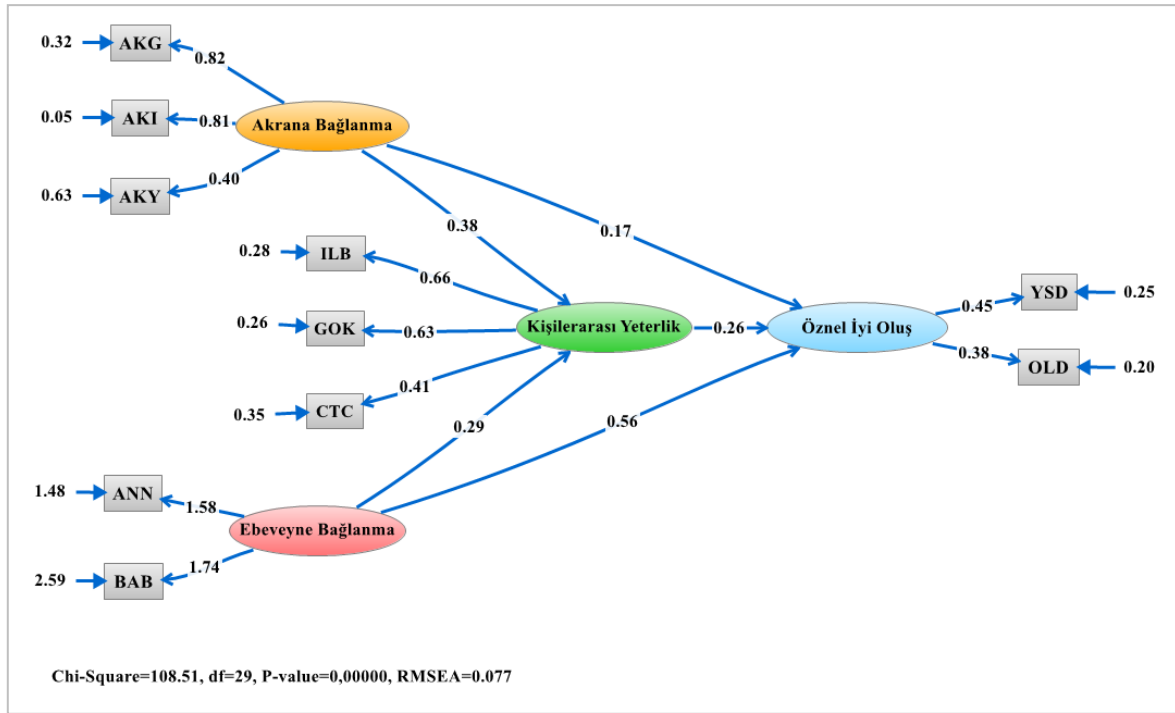 0.32 AKG
0.82
0.05 AKI 0.81 Akrana Bağlanma
0.63 AKY 0.40
0.38 0.17
0.28 ILB
0.66
0.26 GOK 0.63 Kişilerarası Yeterlik 0.26 Öznel İyi Oluş
0.45 YSD 0.25
0.38 OLD 0.20
0.35 CTC 0.41
0.29 0.56
1.48 ANN 1.58
Ebeveyne Bağlanma
2.59 BAB 1.74
Chi-Square=108.51, df=29, P-value=0,00000, RMSEA=0.077